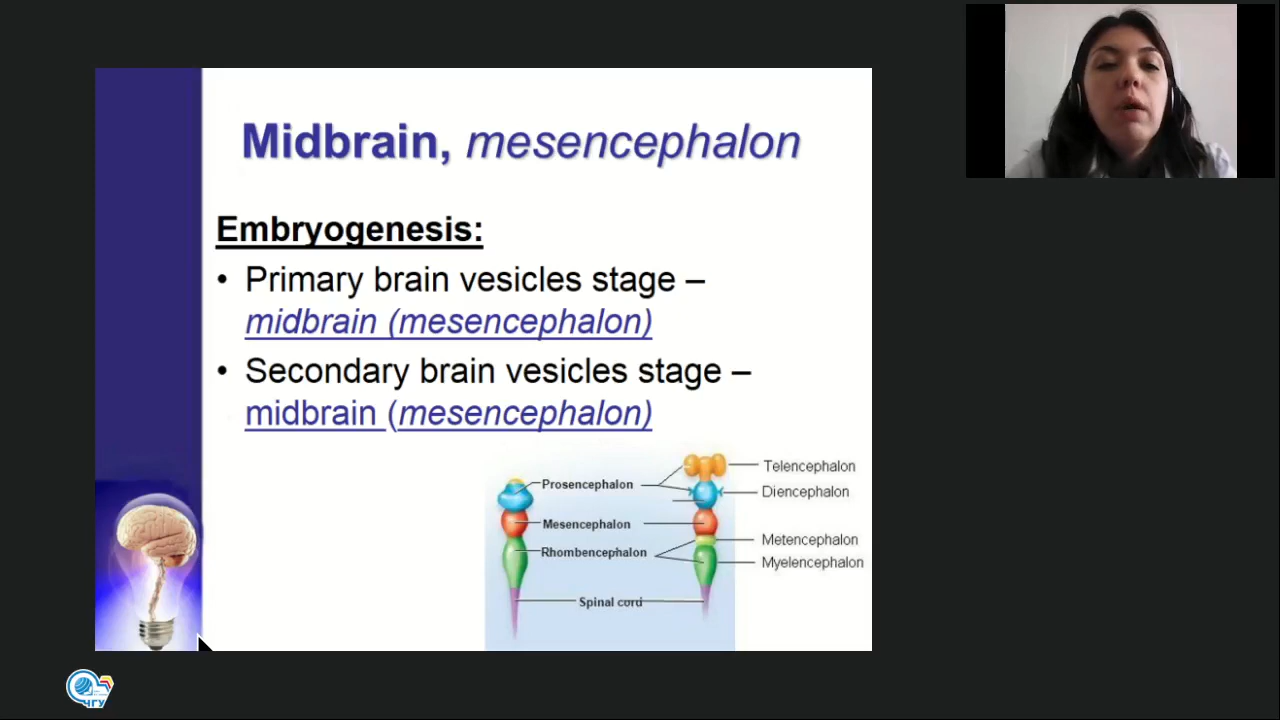 Midbrain, mesencephalon
Embryogenesis:
• Primary brain vesicles stage –
midbrain (mesencephalon)
• Secondary brain vesicles stage –
midbrain (mesencephalon)
Prosencephalon
Mesencephalon
Rhombencephalon
Spinal cord
Telencephalon
Diencephalon
Metencephalon
Myelencephalon
ЧГУ